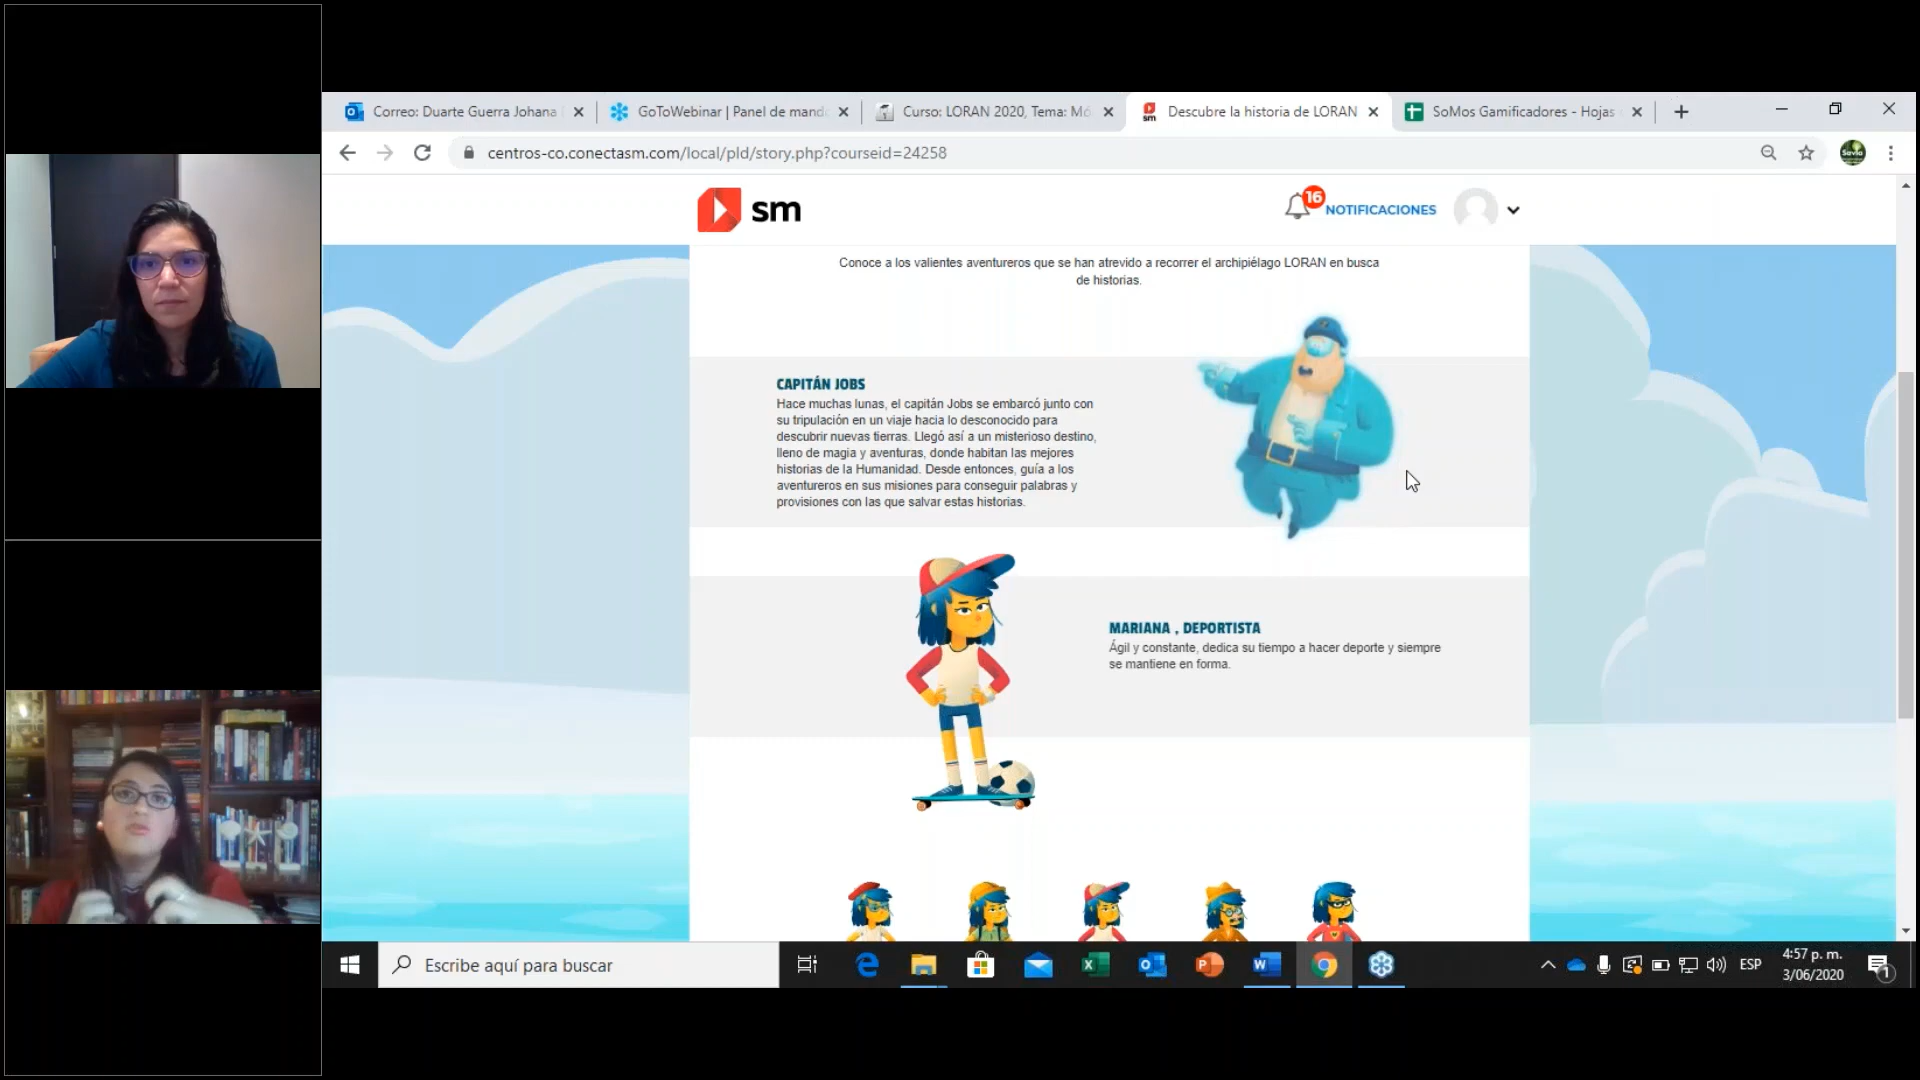 Correo: Duarte Guerra Johana
GoToWebinar | Panel de mand
Curso: LORAN 2020, Tema: Mó
Descubre la historia de LORAN
SoMos Gamificadores - Hojas
centros-co.conectasm.com/local/pld/story.php?courseid=24258
Savia
sm
16
NOTIFICACIONES
Conoce a los valientes aventureros que se han atrevido a recorrer el archipiélago LORAN en busca
de historias.
CAPITÁN JOBS
Hace muchas lunas, el capitán Jobs se embarcó junto con
su tripulación en un viaje hacia lo desconocido para
descubrir nuevas tierras. Llegó así a un misterioso destino,
lleno de magia y aventuras, donde habitan las mejores
historias de la Humanidad. Desde entonces, guía a los
aventureros en sus misiones para conseguir palabras y
provisiones con las que salvar estas historias.
MARIANA , DEPORTISTA
Ágil y constante, dedica su tiempo a hacer deporte y siempre
se mantiene en forma.
Escribe aquí para buscar
ESP
4:57 p. m.
3/06/2020
1